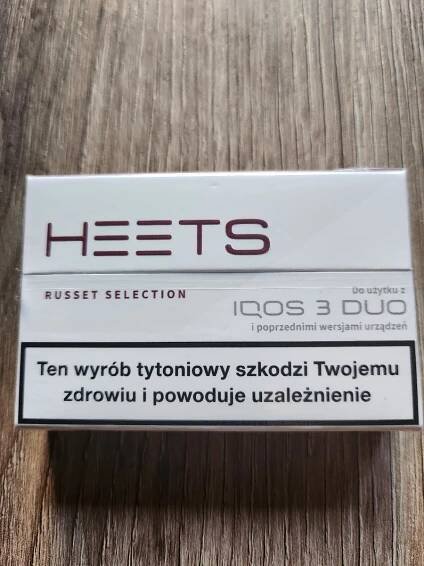 HEETS
RUSSET SELECTION
Do użytku z
IQOS 3 DUO
i poprzednimi wersjami urządzeń
Ten wyrób tytoniowy szkodzi Twojemu
zdrowiu i powoduje uzależnienie